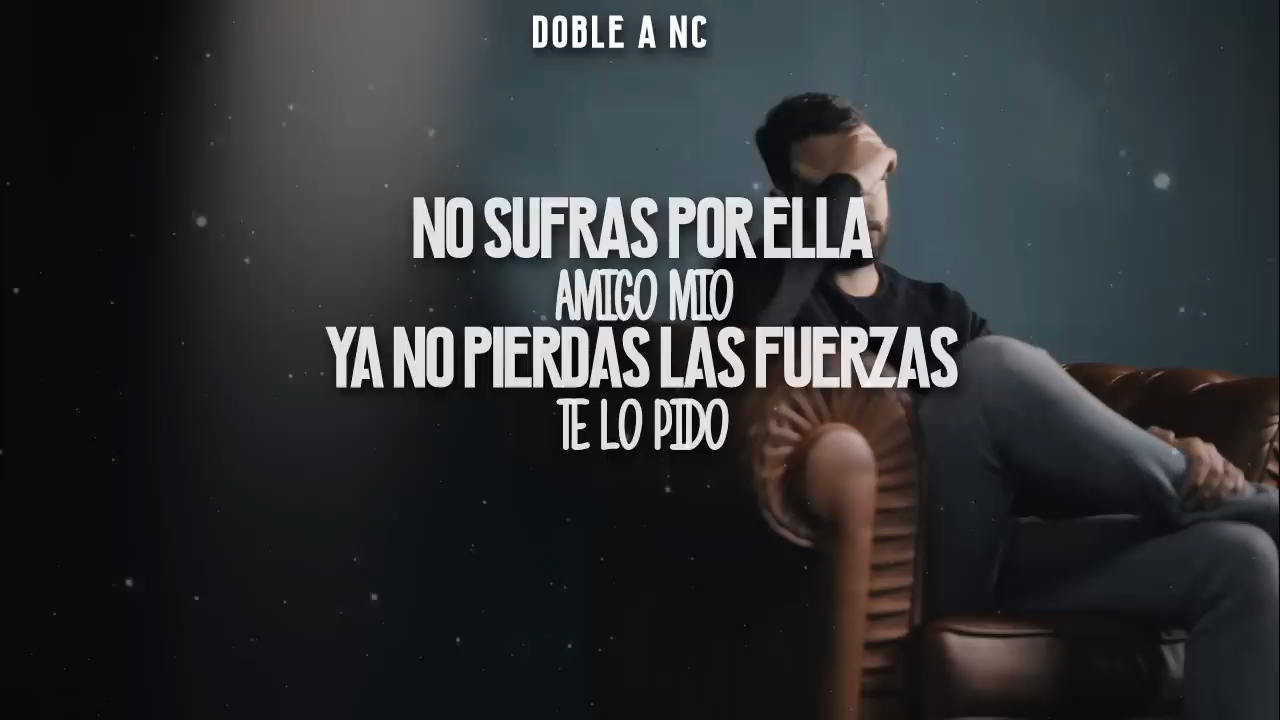 DOBLE A NC
NO SUFRAS POR ELLA
AMIGO MIO
YA NO PIERDAS LAS FUERZAS
TE LO PIDO